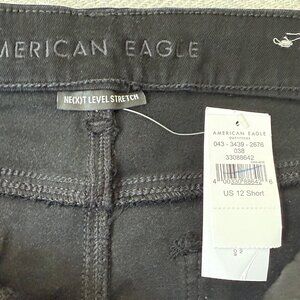 AMERICAN EAGLE
NE(X)T LEVEL STRETCH
AMERICAN EAGLE
OUTFITTERS
043 - 3439 - 2676
038
33088642
US 12 Short